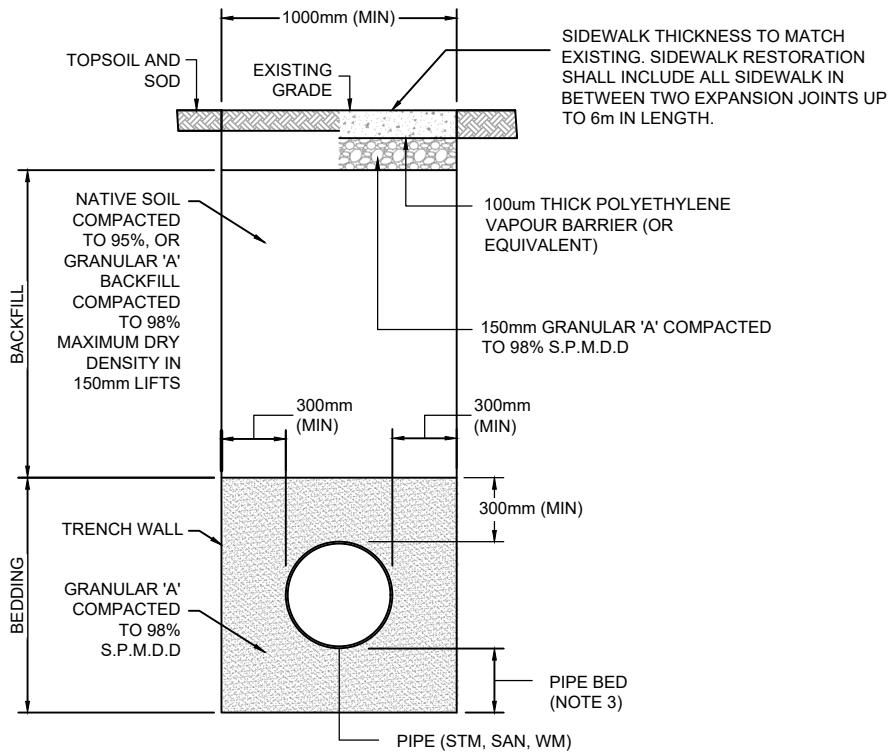 1000mm (MIN)
TOPSOIL AND
SOD
EXISTING
GRADE
SIDEWALK THICKNESS TO MATCH
EXISTING. SIDEWALK RESTORATION
SHALL INCLUDE ALL SIDEWALK IN
BETWEEN TWO EXPANSION JOINTS UP
TO 6m IN LENGTH.
BACKFILL
NATIVE SOIL
COMPACTED
TO 95%, OR
GRANULAR 'A'
BACKFILL
COMPACTED
TO 98%
MAXIMUM DRY
DENSITY IN
150mm LIFTS
100um THICK POLYETHYLENE
VAPOUR BARRIER (OR
EQUIVALENT)
150mm GRANULAR 'A' COMPACTED
TO 98% S.P.M.D.D
300mm
(MIN)
300mm
(MIN)
300mm (MIN)
BEDDING
TRENCH WALL
GRANULAR 'A'
COMPACTED
TO 98%
S.P.M.D.D
PIPE BED
(NOTE 3)
PIPE (STM, SAN, WM)